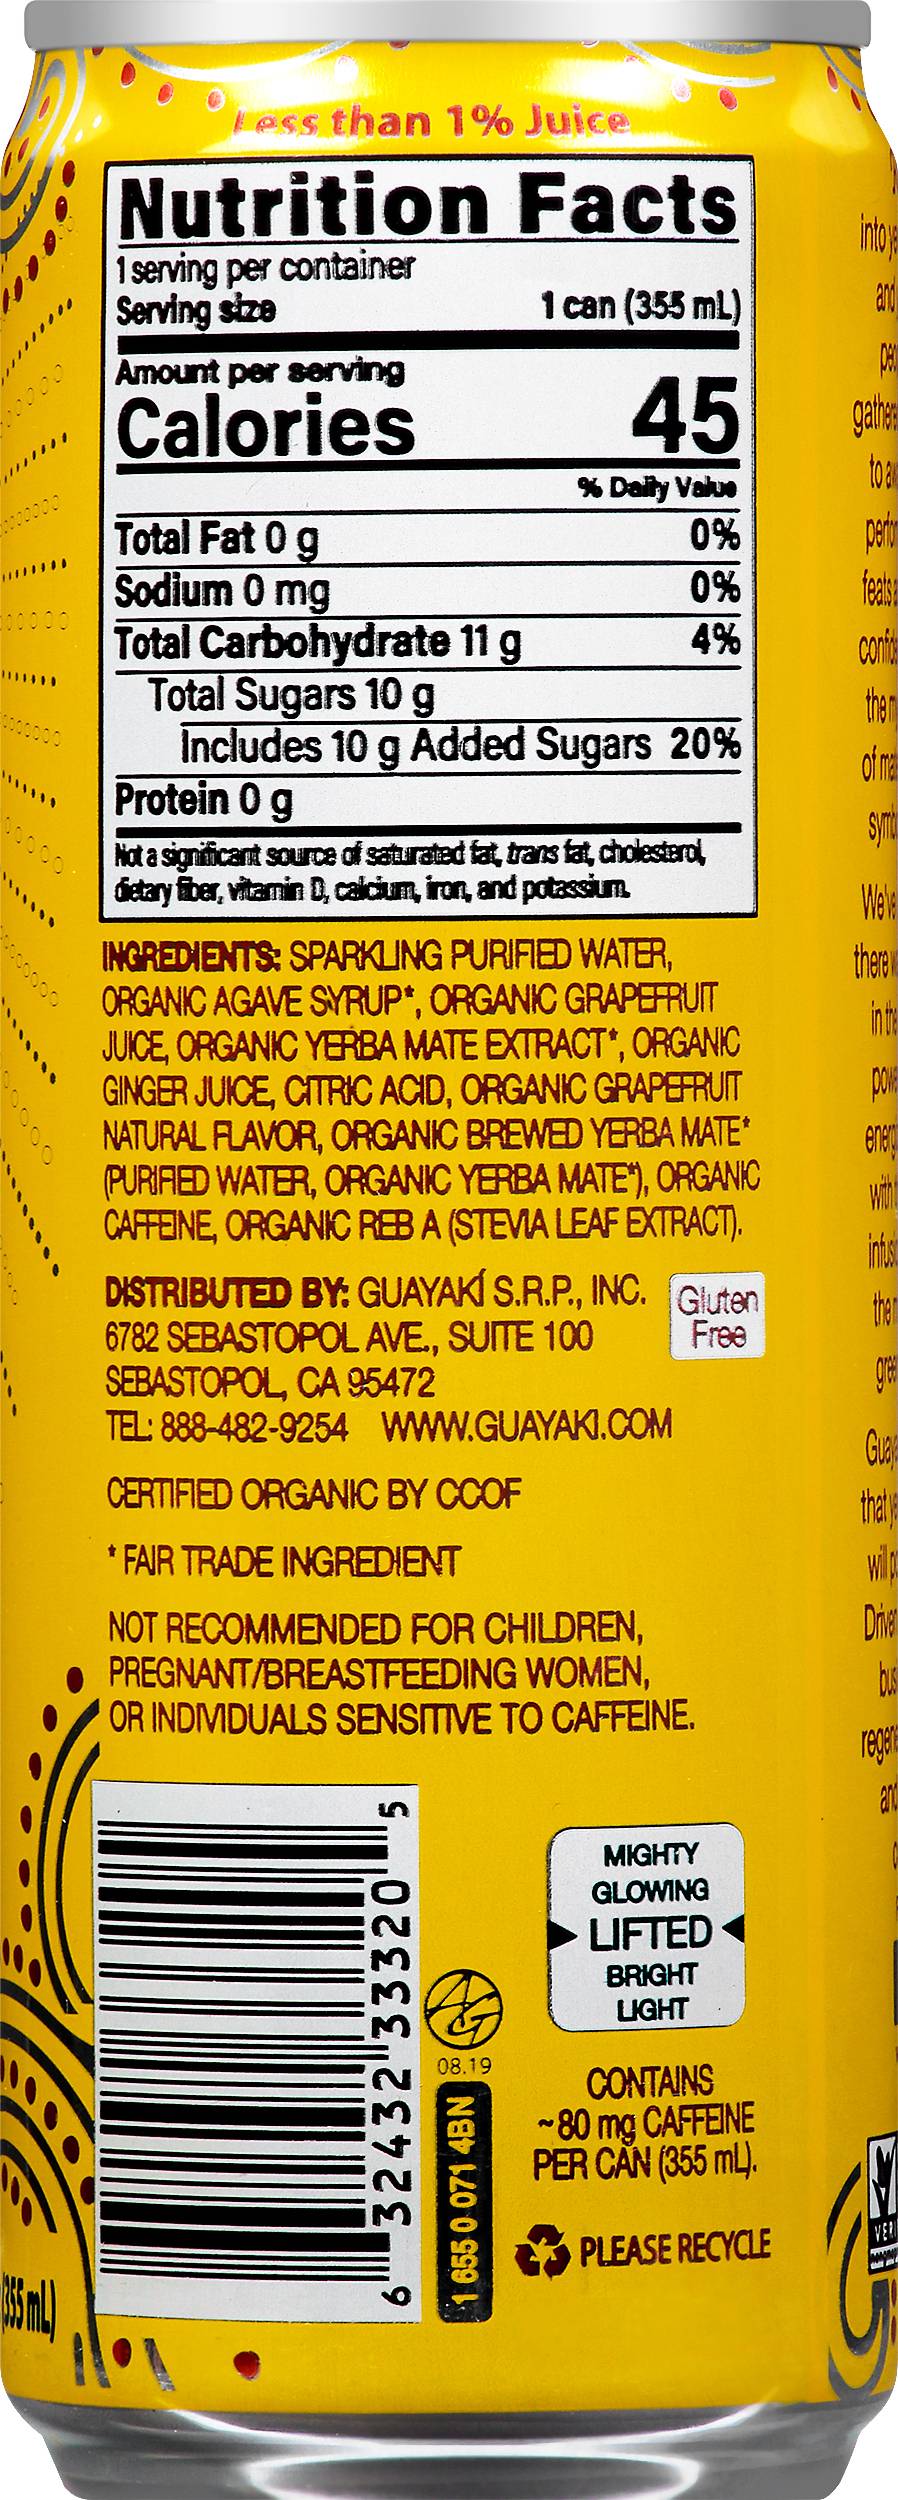 Less than 1% Juice
Nutrition Facts
1 serving per container
Serving size 1 can (355 mL)
Amount per serving
Calories 45
% Daily Value
Total Fat 0 g 0%
Sodium 0 mg 0%
Total Carbohydrate 11 g 4%
Total Sugars 10 g
Includes 10 g Added Sugars 20%
Protein 0 g
Not a significant source of saturated fat, trans fat, cholesterol,
dietary fiber, vitamin D, calcium, iron, and potassium.
INGREDIENTS: SPARKLING PURIFIED WATER,
ORGANIC AGAVE SYRUP*, ORGANIC GRAPEFRUIT
JUICE, ORGANIC YERBA MATE EXTRACT*, ORGANIC
GINGER JUICE, CITRIC ACID, ORGANIC GRAPEFRUIT
NATURAL FLAVOR, ORGANIC BREWED YERBA MATE*
(PURIFIED WATER, ORGANIC YERBA MATE*), ORGANIC
CAFFEINE, ORGANIC REB A (STEVIA LEAF EXTRACT).
DISTRIBUTED BY: GUAYAKÍ S.R.P., INC.
6782 SEBASTOPOL AVE., SUITE 100
SEBASTOPOL, CA 95472
TEL: 888-482-9254 WWW.GUAYAKI.COM
Gluten
Free
CERTIFIED ORGANIC BY CCOF
* FAIR TRADE INGREDIENT
NOT RECOMMENDED FOR CHILDREN,
PREGNANT/BREASTFEEDING WOMEN,
OR INDIVIDUALS SENSITIVE TO CAFFEINE.
6 32432 33320 5
08.19
1 655 0 071 4BN
MIGHTY
GLOWING
LIFTED
BRIGHT
LIGHT
CONTAINS
~80 mg CAFFEINE
PER CAN (355 mL).
PLEASE RECYCLE
(355 mL)
into
and
to
in the
with